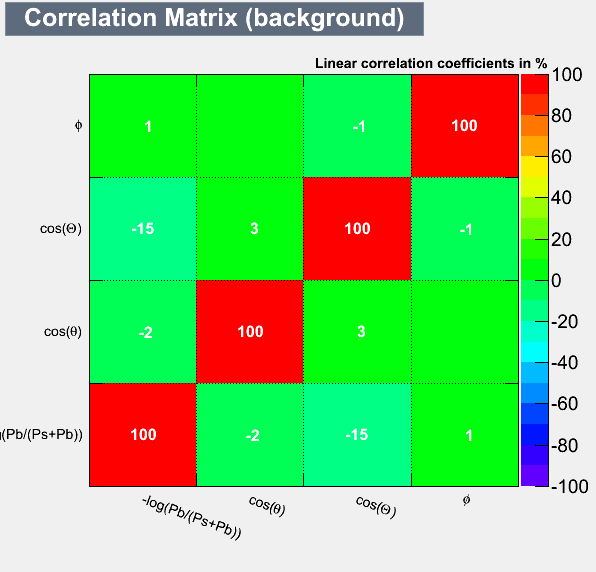 Correlation Matrix (background)
Linear correlation coefficients in %
ϕ 1 -1 100
cos(Θ) -15 3 100 -1
cos(θ) -2 100 3
(Pb/(Ps+Pb)) 100 -2 -15 1
-log(Pb/(Ps+Pb)) cos(θ) cos(Θ) ϕ
100
80
60
40
20
0
-20
-40
-60
-80
-100